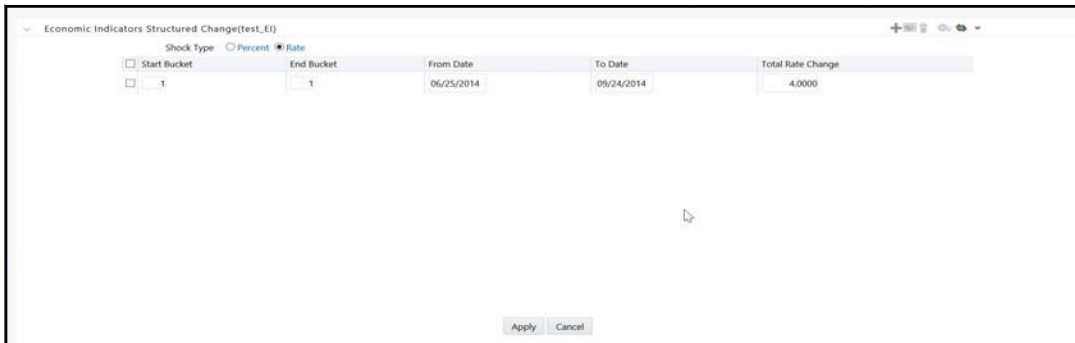 Economic Indicators Structured Change(test_EI)
Shock Type Percent Rate
Start Bucket End Bucket From Date To Date Total Rate Change
1 1 06/25/2014 09/24/2014 4.0000
Apply Cancel